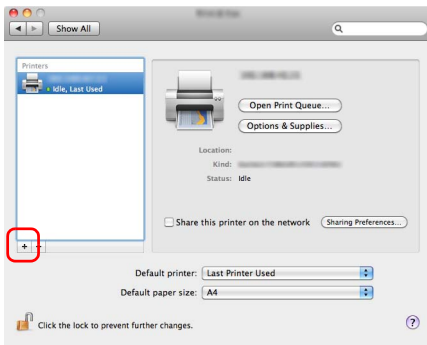 Show All
Printers
Idle, Last Used
Open Print Queue...
Options & Supplies...
Location:
Kind:
Status: Idle
Share this printer on the network Sharing Preferences...
+ −
Default printer: Last Printer Used
Default paper size: A4
Click the lock to prevent further changes. ?